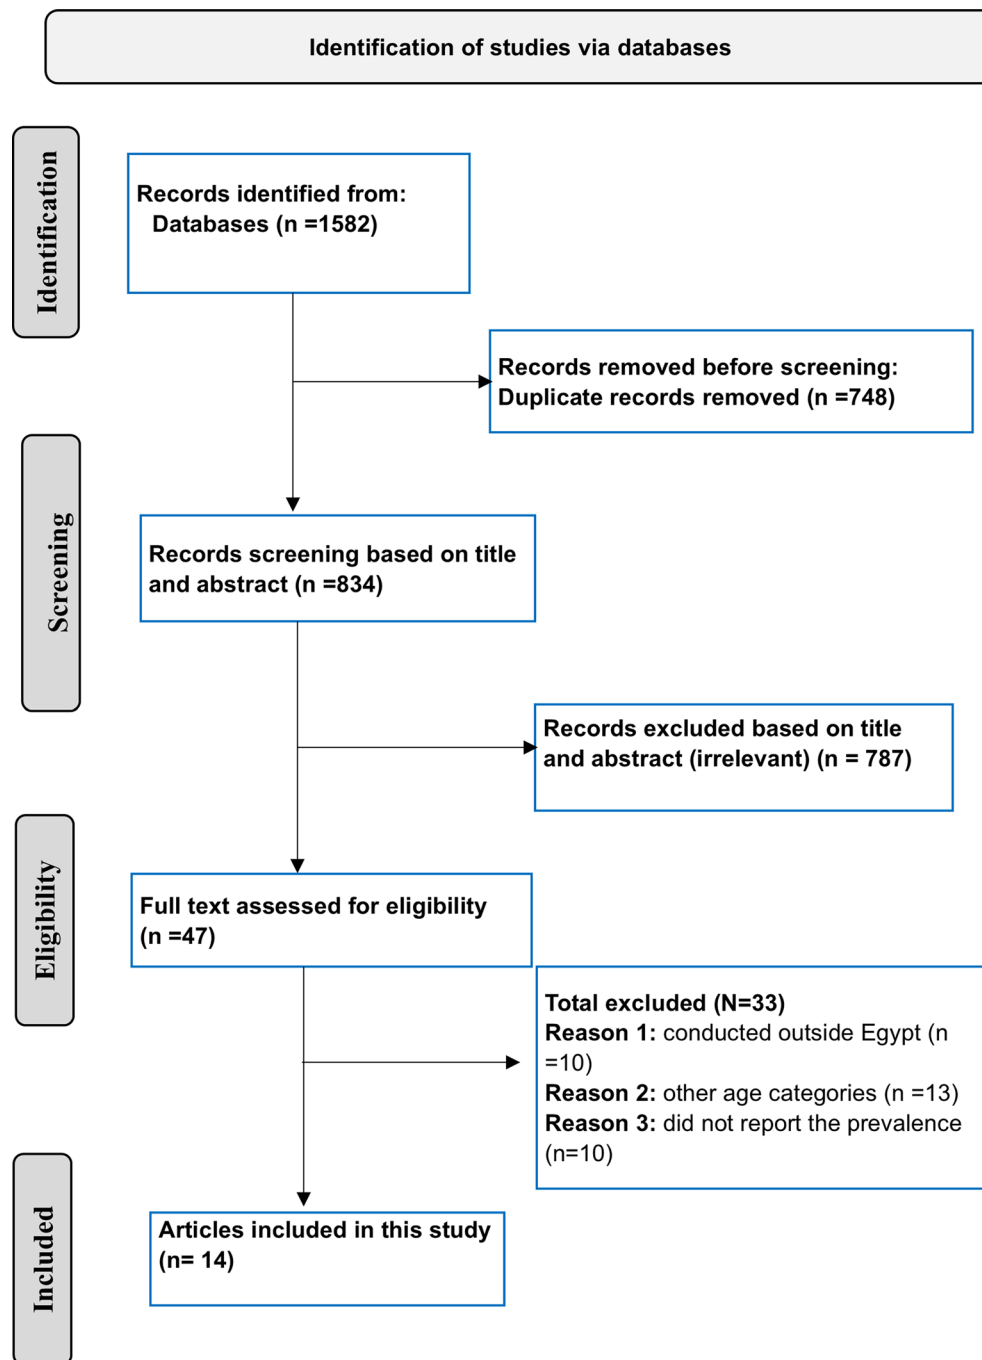 Identification of studies via databases
Identification
Records identified from:
Databases (n =1582)
Records removed before screening:
Duplicate records removed (n =748)
Screening
Records screening based on title
and abstract (n =834)
Records excluded based on title
and abstract (irrelevant) (n = 787)
Eligibility
Full text assessed for eligibility
(n =47)
Total excluded (N=33)
Reason 1: conducted outside Egypt (n
=10)
Reason 2: other age categories (n =13)
Reason 3: did not report the prevalence
(n=10)
Included
Articles included in this study
(n= 14)